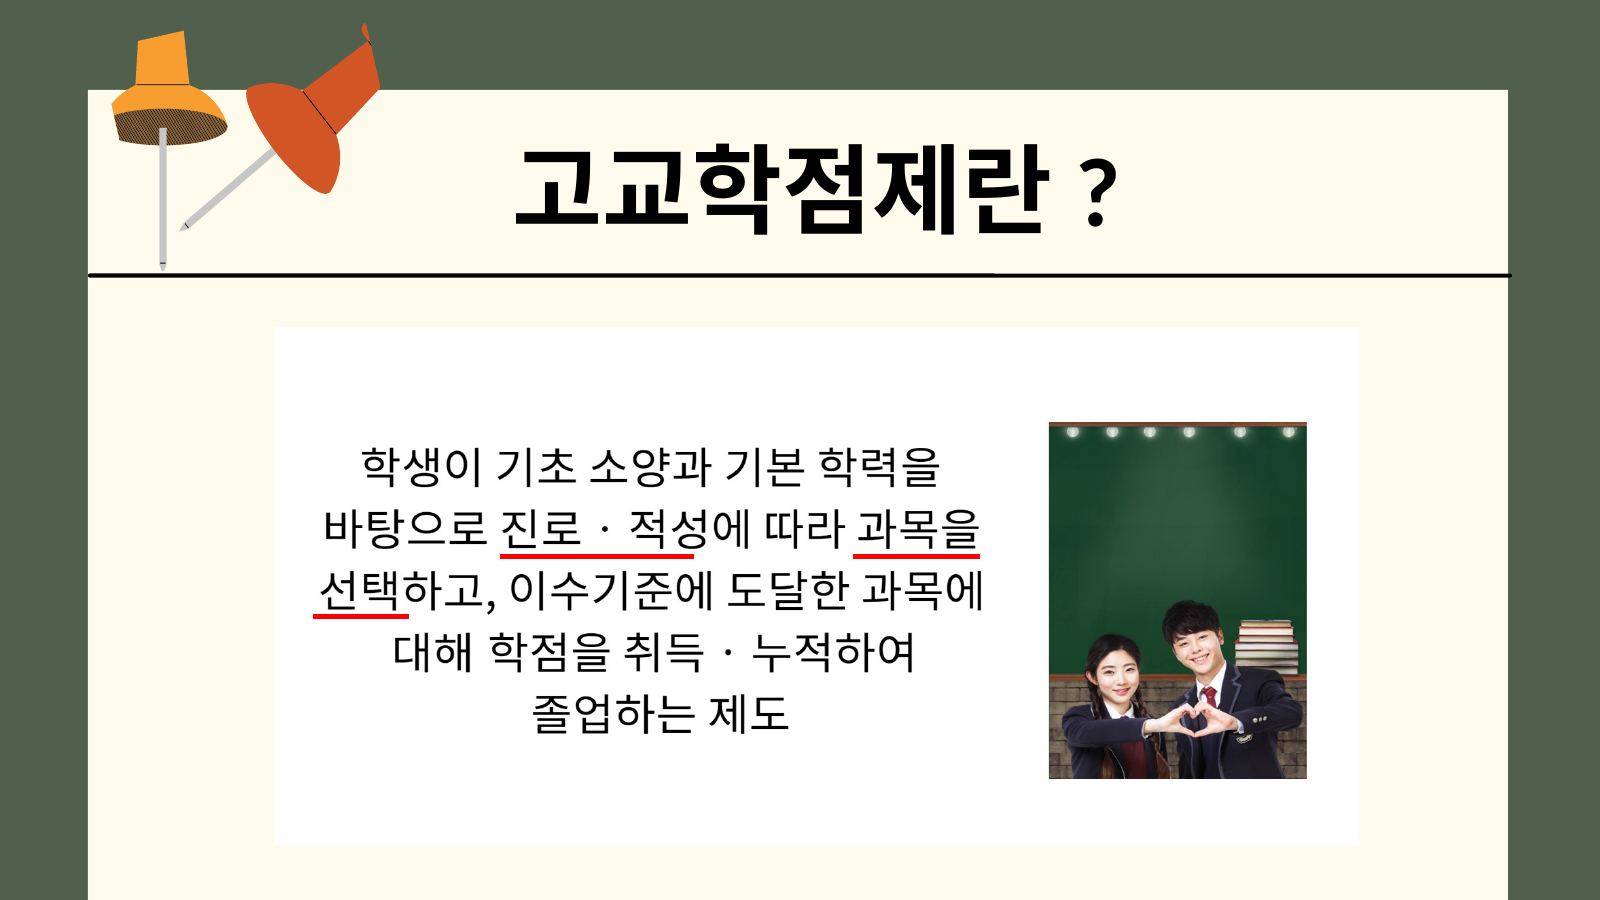 고교학점제란 ?
학생이 기초 소양과 기본 학력을
바탕으로 진로 · 적성에 따라 과목을
선택하고, 이수기준에 도달한 과목에
대해 학점을 취득 · 누적하여
졸업하는 제도